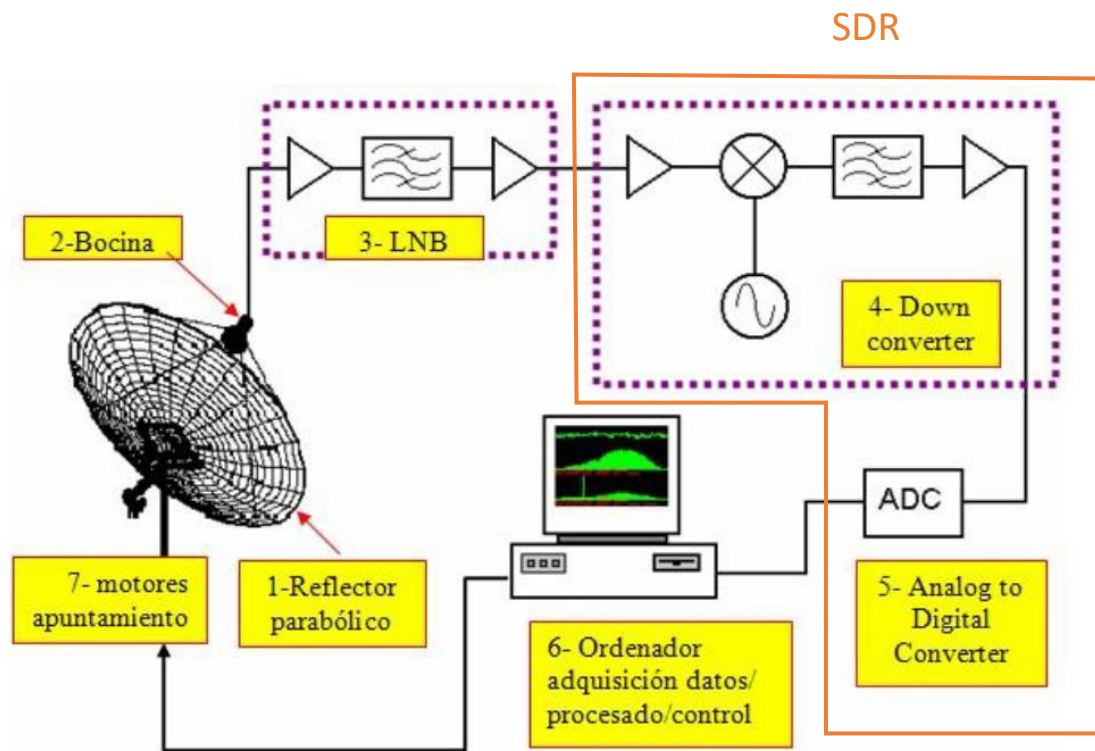 SDR
2-Bocina
3- LNB
4- Down
converter
ADC
7- motores
apuntamiento
1-Reflector
parabólico
6- Ordenador
adquisición datos/
procesado/control
5- Analog to
Digital
Converter